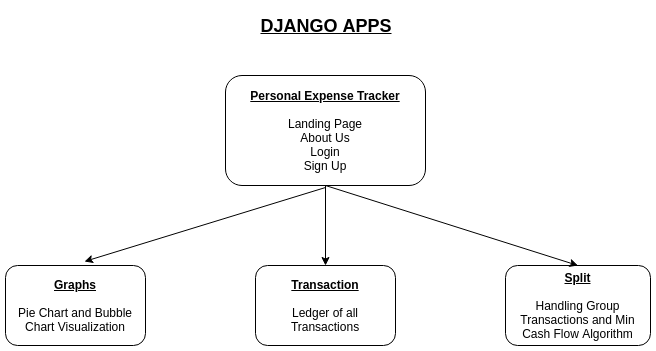 DJANGO APPS
Personal Expense Tracker
Landing Page
About Us
Login
Sign Up
Graphs
Pie Chart and Bubble
Chart Visualization
Transaction
Ledger of all
Transactions
Split
Handling Group
Transactions and Min
Cash Flow Algorithm